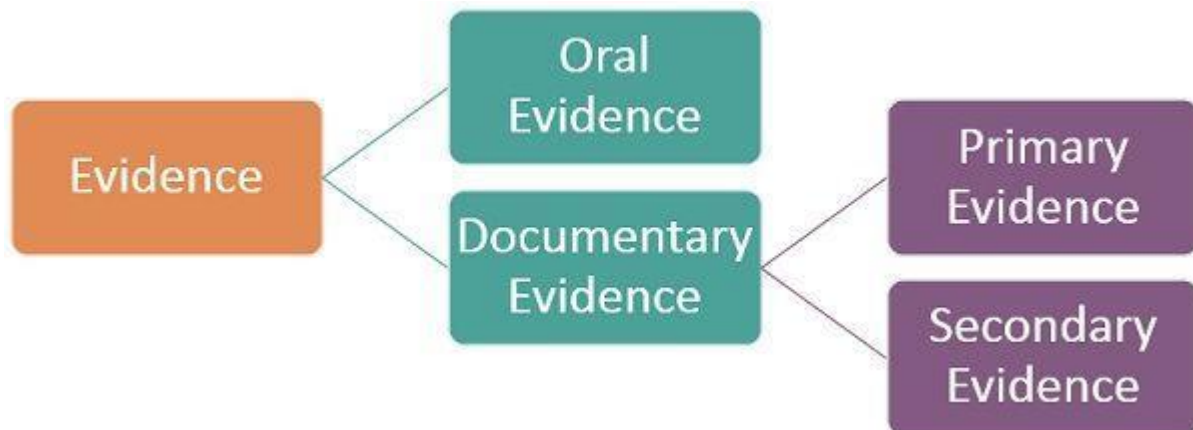 Evidence
Oral
Evidence
Documentary
Evidence
Primary
Evidence
Secondary
Evidence